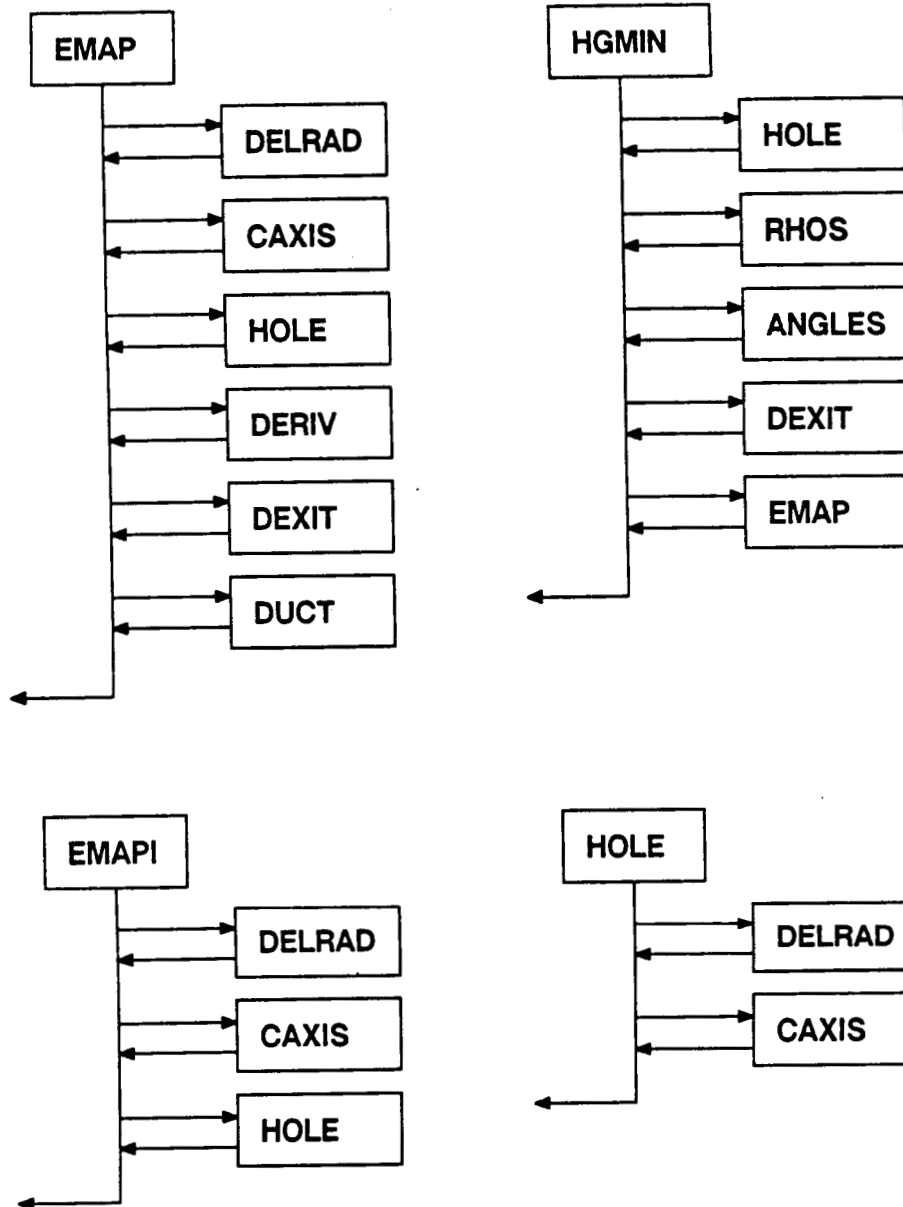 EMAP
DELRAD
CAXIS
HOLE
DERIV
DEXIT
DUCT
HGMIN
HOLE
RHOS
ANGLES
DEXIT
EMAP
EMAPI
DELRAD
CAXIS
HOLE
HOLE
DELRAD
CAXIS